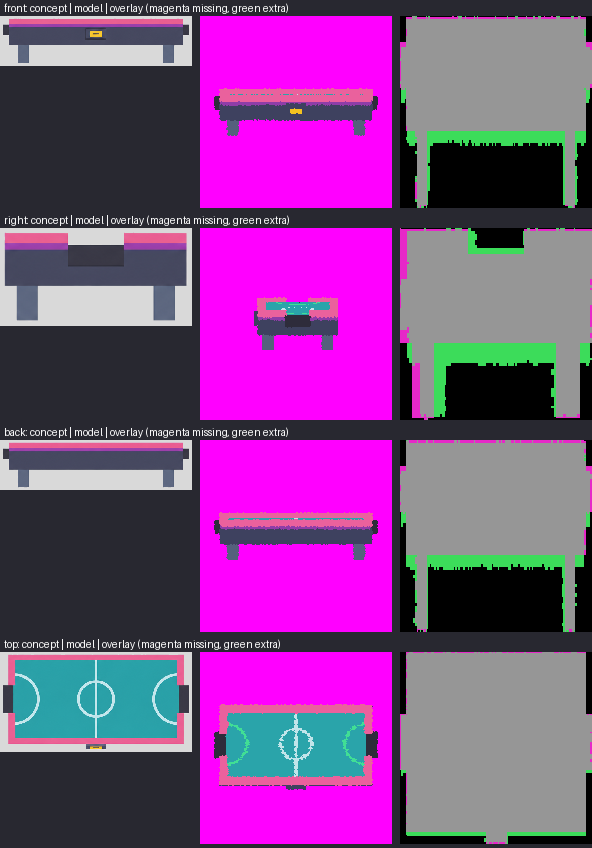 front: concept | model | overlay (magenta missing, green extra)
right: concept | model | overlay (magenta missing, green extra)
back: concept | model | overlay (magenta missing, green extra)
top: concept | model | overlay (magenta missing, green extra)